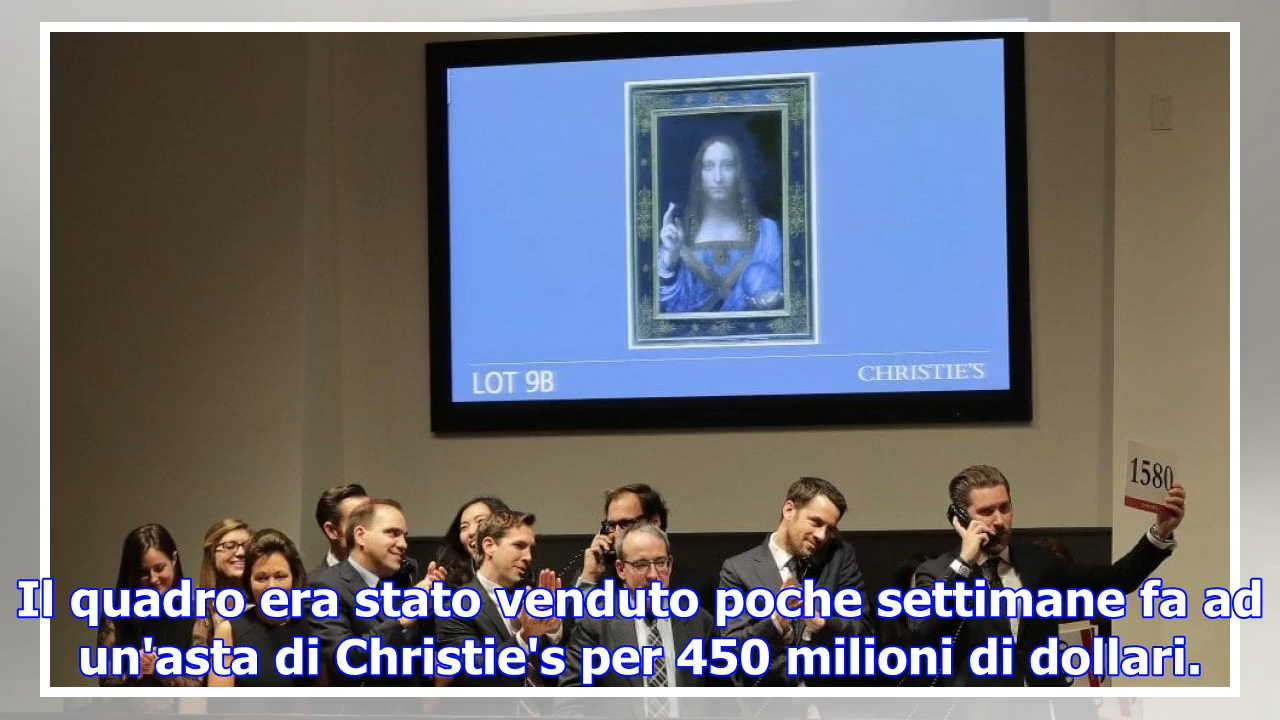 LOT 9B
CHRISTIE'S
1580
Il quadro era stato venduto poche settimane fa ad
un'asta di Christie's per 450 milioni di dollari.